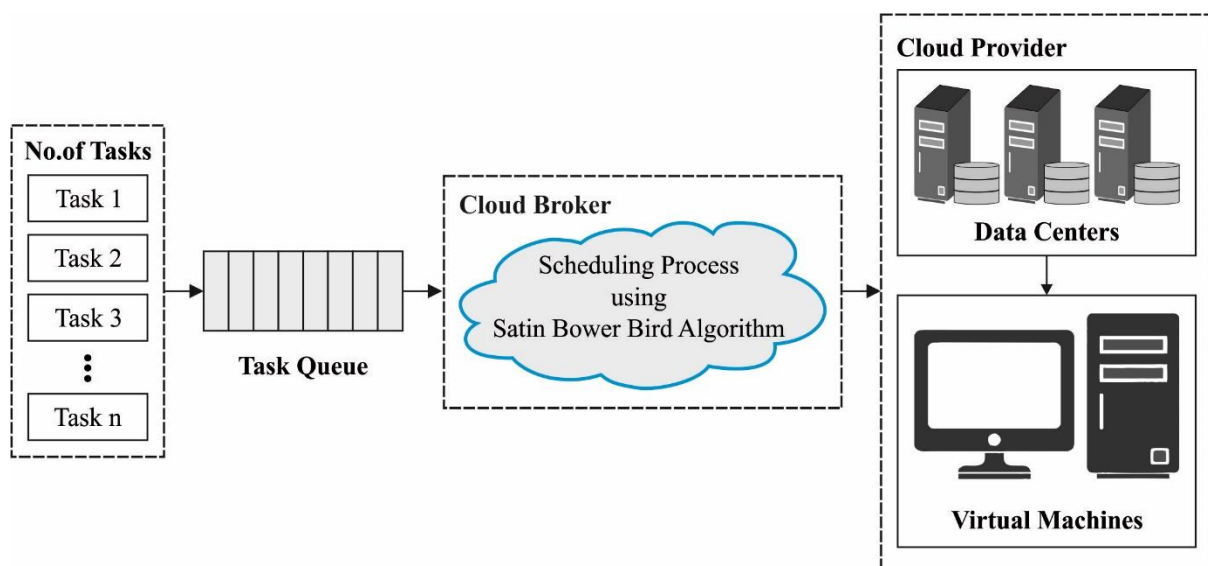 No.of Tasks
Task 1
Task 2
Task 3
Task n
Task Queue
Cloud Broker
Scheduling Process
using
Satin Bower Bird Algorithm
Cloud Provider
Data Centers
Virtual Machines